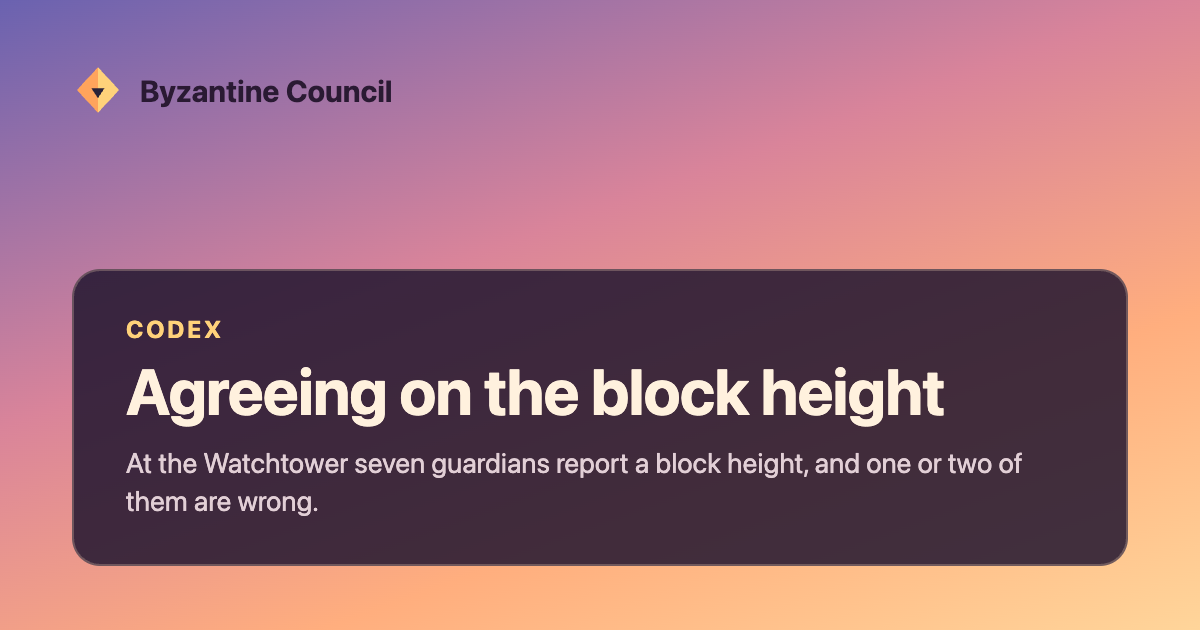 Byzantine Council
CODEX
Agreeing on the block height
At the Watchtower seven guardians report a block height, and one or two of
them are wrong.